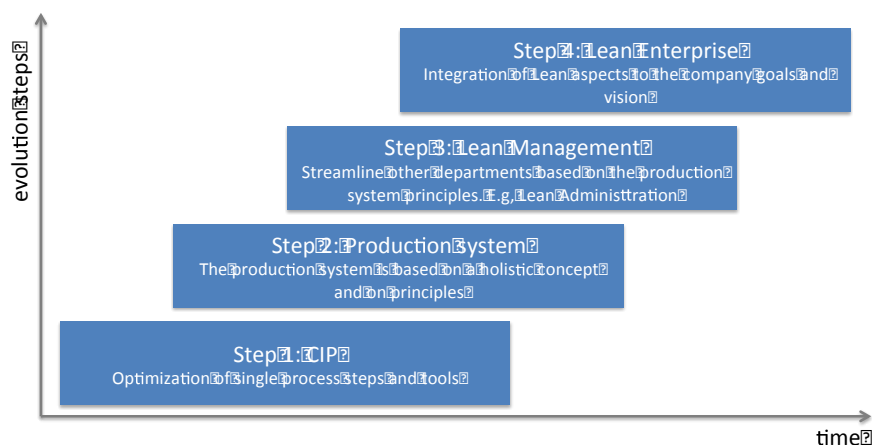 Step 4: Lean Enterprise
Integration of Lean aspects to the company goals and
vision
Step 3: Lean Management
Streamline other departments based on the production
system principles. E.g, Lean Administtration
Step 2: Production system
The production system is based on a holistic concept
and on principles
Step 1: CIP
Optimization of single process steps and tools
evolution steps
time